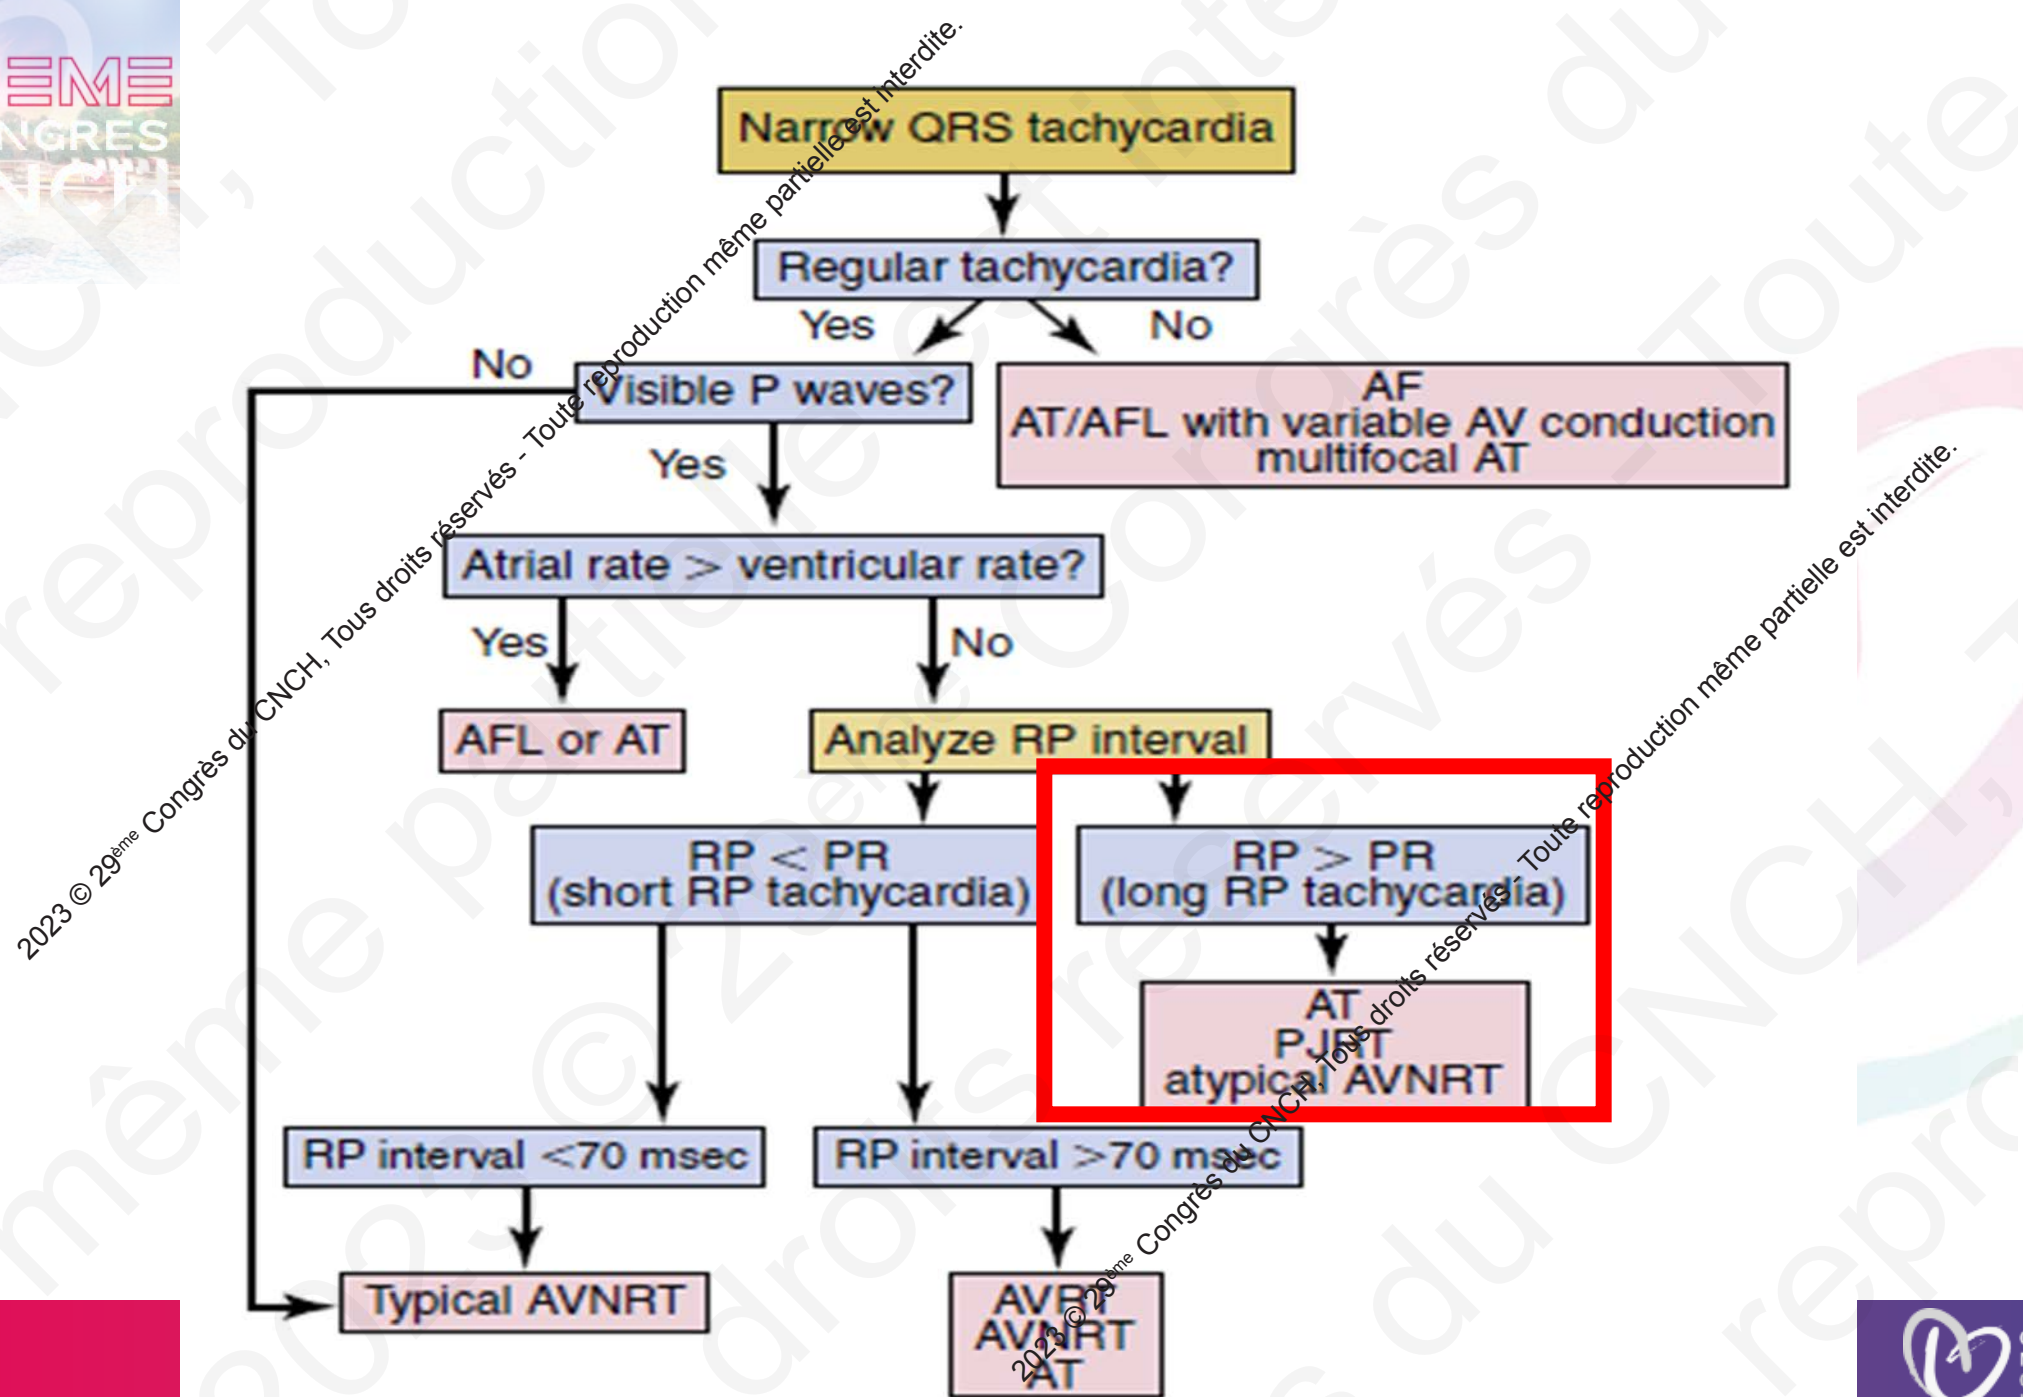 ΞMΞ
NGRES
NCH
Narrow QRS tachycardia
Regular tachycardia?
Yes
No
No
Visible P waves?
AF
AT/AFL with variable AV conduction
multifocal AT
Yes
Atrial rate > ventricular rate?
Yes
No
AFL or AT
Analyze RP interval
RP < PR
(short RP tachycardia)
RP > PR
(long RP tachycardia)
AT
PJRT
atypical AVNRT
RP interval <70 msec
RP interval >70 msec
Typical AVNRT
AVRT
AVNRT
AT
2023 © 29ème Congrès du CNCH, Tous droits réservés - Toute reproduction même partielle est interdite.
2023 © 29ème Congrès du CNCH, Tous droits réservés - Toute reproduction même partielle est interdite.